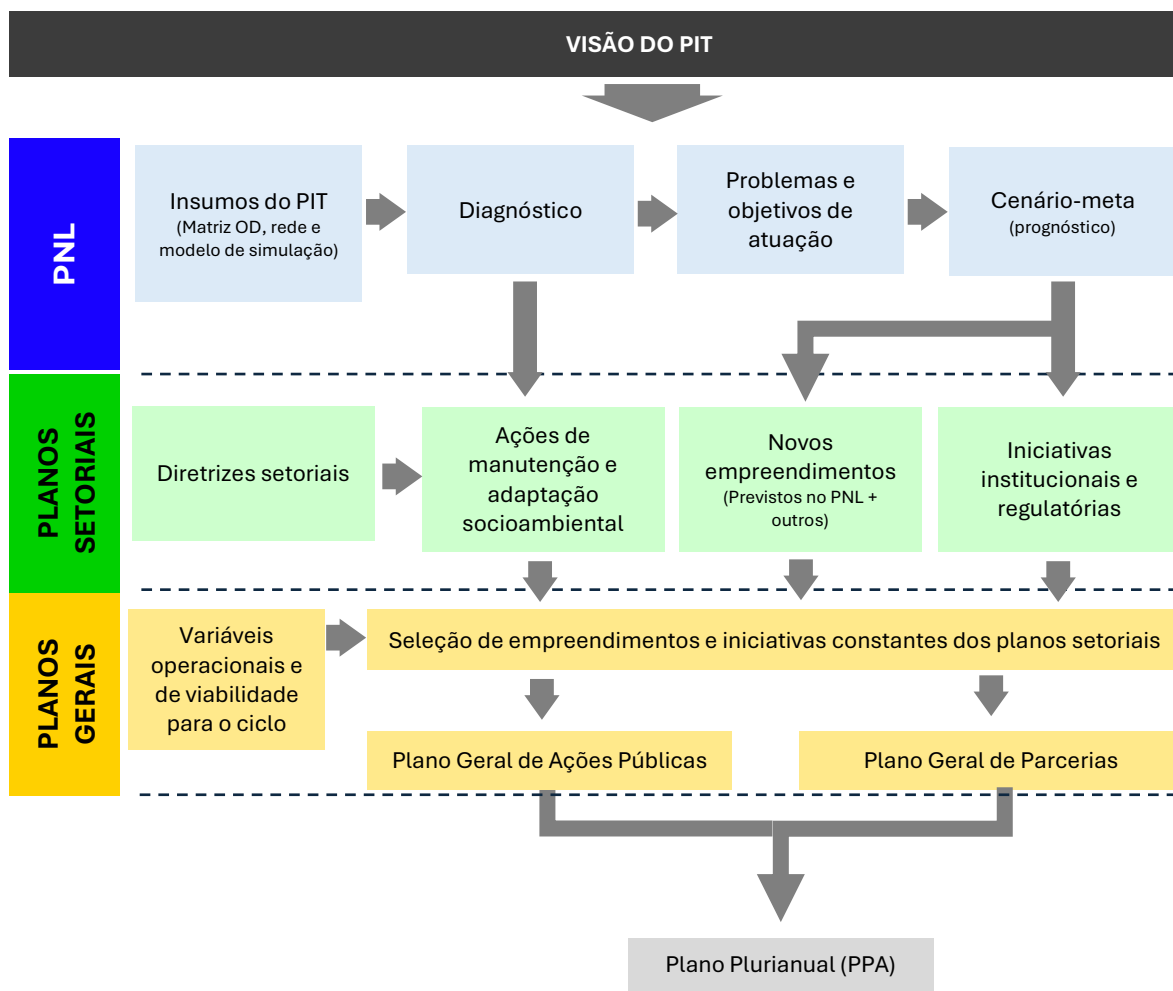 VISÃO DO PIT
PNL
Insumos do PIT
(Matriz OD, rede e
modelo de simulação)
Diagnóstico
Problemas e
objetivos de
atuação
Cenário-meta
(prognóstico)
PLANOS
SETORIAIS
Diretrizes setoriais
Ações de
manutenção e
adaptação
socioambiental
Novos
empreendimentos
(Previstos no PNL +
outros)
Iniciativas
institucionais e
regulatórias
PLANOS
GERAIS
Variáveis
operacionais e
de viabilidade
para o ciclo
Seleção de empreendimentos e iniciativas constantes dos planos setoriais
Plano Geral de Ações Públicas
Plano Geral de Parcerias
Plano Plurianual (PPA)